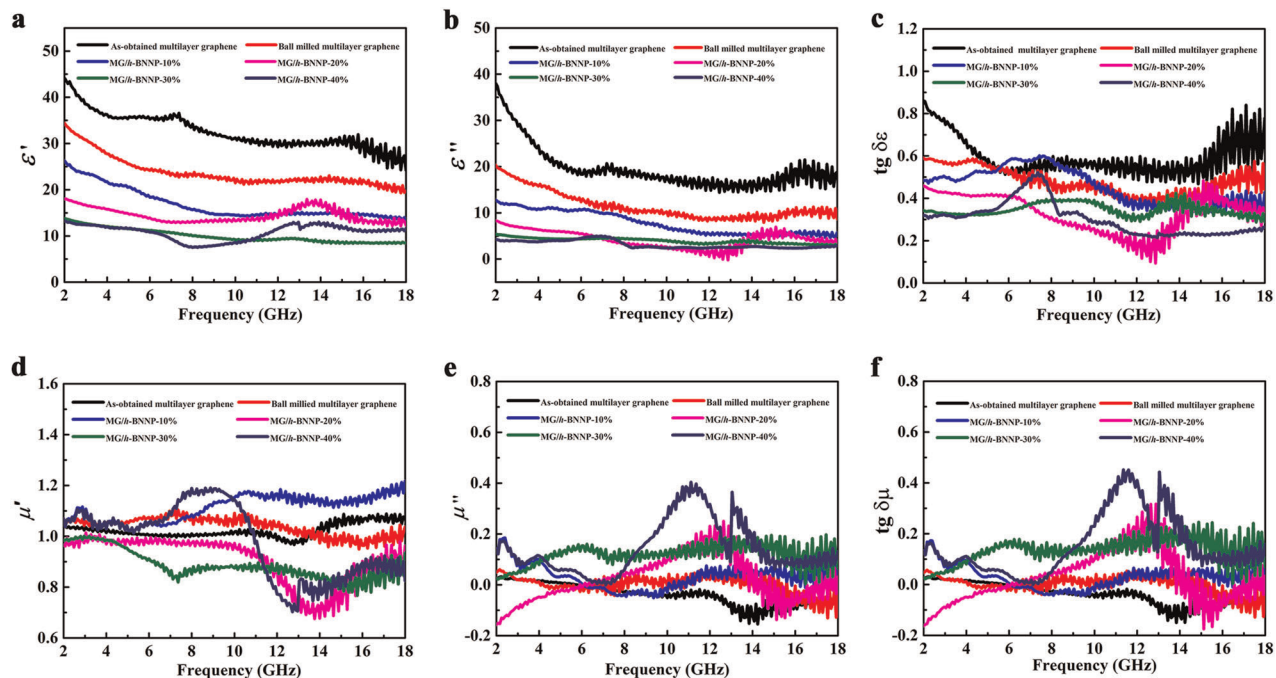 a
As-obtained multilayer graphene Ball milled multilayer graphene
MG/h-BNNP-10% MG/h-BNNP-20%
MG/h-BNNP-30% MG/h-BNNP-40%
50
40
30
20
10
0
ε'
2 4 6 8 10 12 14 16 18
Frequency (GHz)
b
As-obtained multilayer graphene Ball milled multilayer graphene
MG/h-BNNP-10% MG/h-BNNP-20%
MG/h-BNNP-30% MG/h-BNNP-40%
50
40
30
20
10
0
ε''
2 4 6 8 10 12 14 16 18
Frequency (GHz)
c
As-obtained multilayer graphene Ball milled multilayer graphene
MG/h-BNNP-10% MG/h-BNNP-20%
MG/h-BNNP-30% MG/h-BNNP-40%
1.2
1.0
0.8
0.6
0.4
0.2
0.0
tg δε
2 4 6 8 10 12 14 16 18
Frequency (GHz)
d
As-obtained multilayer graphene Ball millied multilayer graphene
MG/h-BNNP-10% MG/h-BNNP-20%
MG/h-BNNP-30% MG/h-BNNP-40%
1.6
1.4
1.2
1.0
0.8
0.6
μ'
2 4 6 8 10 12 14 16 18
Frequency (GHz)
e
As-obtained multilayer graphene Ball milled multilayer graphene
MG/h-BNNP-10% MG/h-BNNP-20%
MG/h-BNNP-30% MG/h-BNNP-40%
0.8
0.6
0.4
0.2
0.0
-0.2
μ''
2 4 6 8 10 12 14 16 18
Frequency (GHz)
f
As-obtained multilayer graphene Ball milled multilayer graphene
MG/h-BNNP-10% MG/h-BNNP-20%
MG/h-BNNP-30% MG/h-BNNP-40%
0.8
0.6
0.4
0.2
0.0
-0.2
tg δμ
2 4 6 8 10 12 14 16 18
Frequency (GHz)